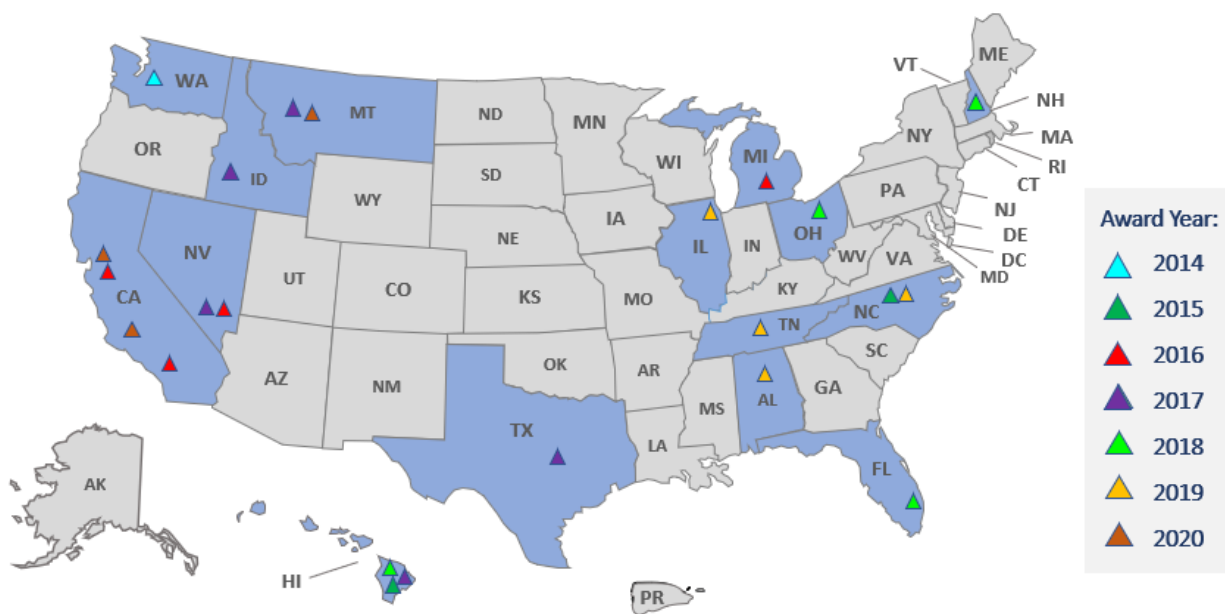 ME
VT
WA
MT
ND
MN
NH
NY
MA
OR
WI
MI
RI
ID
SD
CT
PA
WY
NJ
IA
Award Year:
DE
NE
OH
IL
IN
NV
DC
WV
VA
MD
2014
UT
CO
KS
MO
KY
CA
2015
NC
TN
SC
2016
OK
AR
AZ
NM
GA
AL
2017
MS
TX
LA
2018
FL
AK
2019
2020
HI
PR